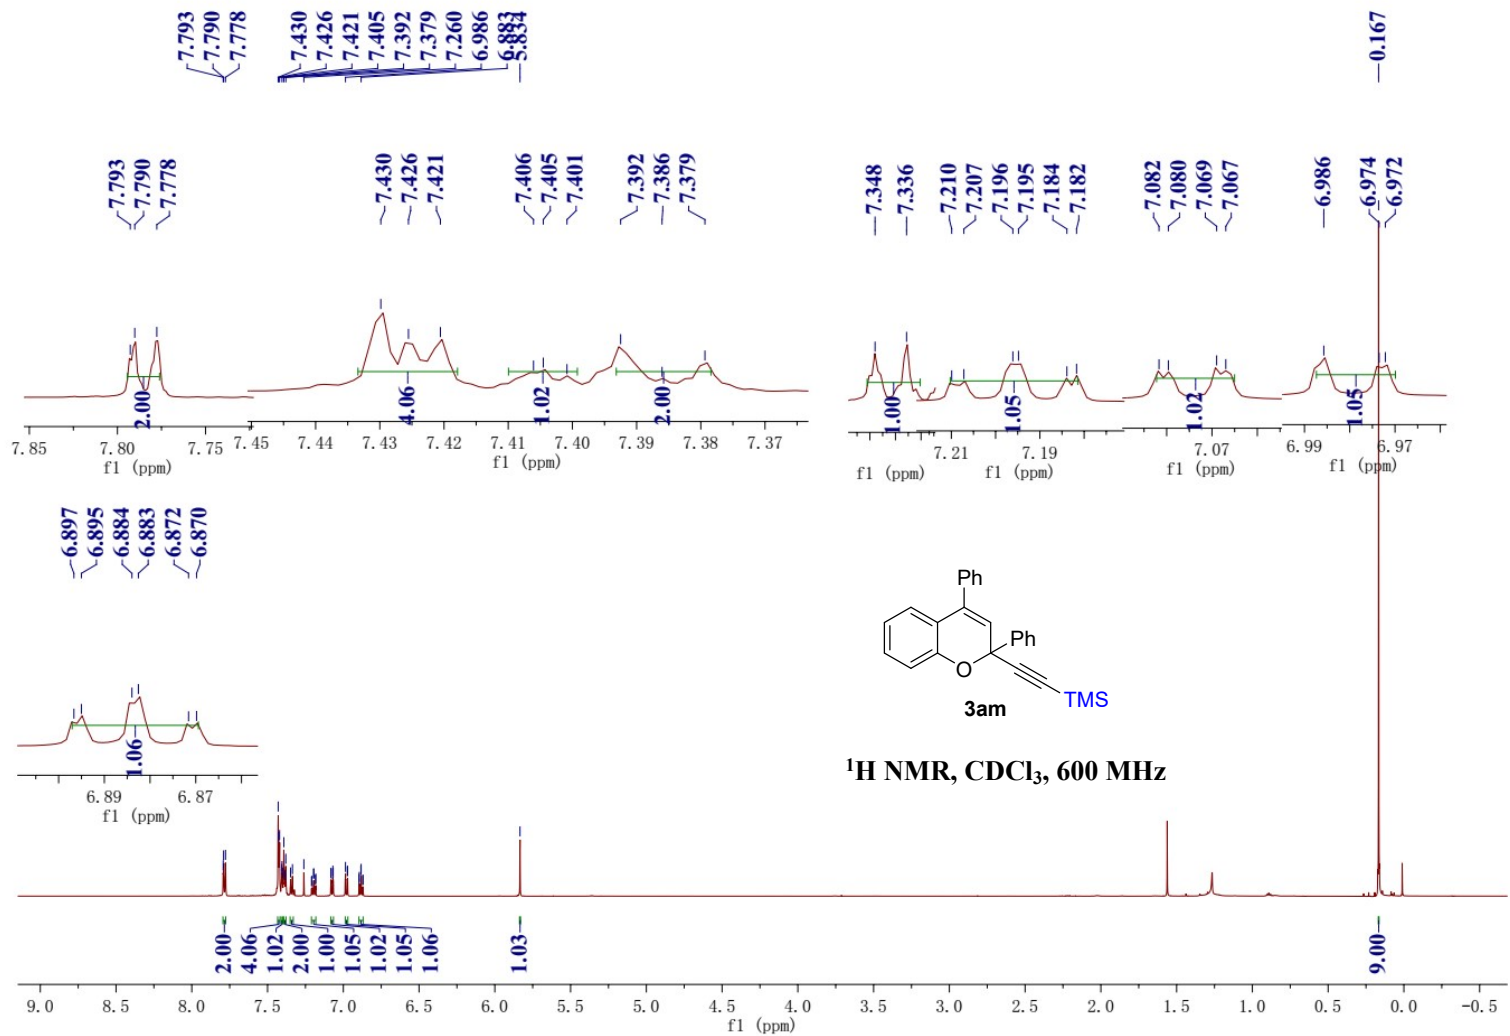 7.793 7.790 7.778 7.430 7.426 7.421 7.405 7.392 7.379 7.260 6.986 6.883 5.834 0.167
7.793 7.790 7.778 7.430 7.426 7.421 7.406 7.405 7.401 7.392 7.386 7.379 7.348 7.336 7.210 7.207 7.196 7.195 7.184 7.182 7.082 7.080 7.069 7.067 6.986 6.974 6.972
2.00 4.06 1.02 2.00 1.00 1.05 1.02 1.05
7.85 7.80 7.75 7.45 7.44 7.43 7.42 7.41 7.40 7.39 7.38 7.37 7.21 7.19 7.07 6.99 6.97
f1 (ppm) f1 (ppm) f1 (ppm) f1 (ppm) f1 (ppm) f1 (ppm)
6.897 6.895 6.884 6.883 6.872 6.870
1.06
6.89 6.87
f1 (ppm)
Ph
Ph
O
TMS
3am
¹H NMR, CDCl₃, 600 MHz
2.00 4.06 1.02 2.00 1.00 1.05 1.02 1.05 1.06 1.03 9.00
9.0 8.5 8.0 7.5 7.0 6.5 6.0 5.5 5.0 4.5 4.0 3.5 3.0 2.5 2.0 1.5 1.0 0.5 0.0 -0.5
f1 (ppm)